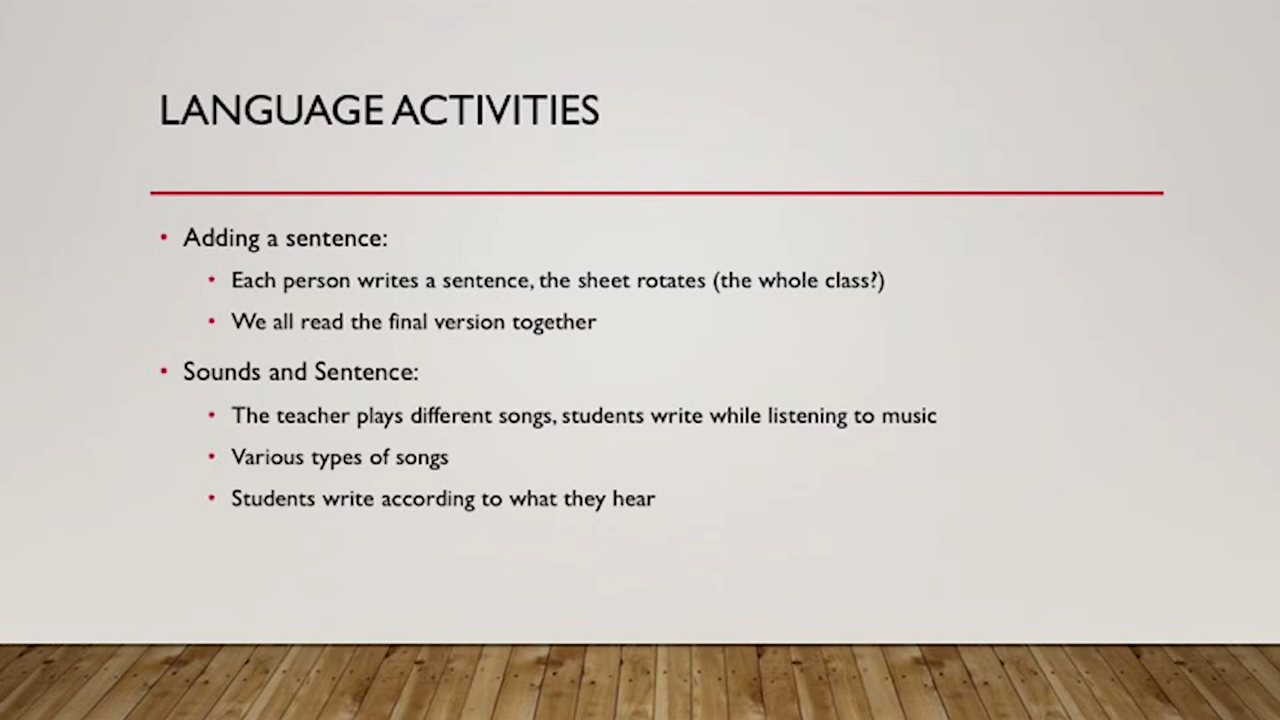 LANGUAGE ACTIVITIES
• Adding a sentence:
• Each person writes a sentence, the sheet rotates (the whole class?)
• We all read the final version together
• Sounds and Sentence:
• The teacher plays different songs, students write while listening to music
• Various types of songs
• Students write according to what they hear